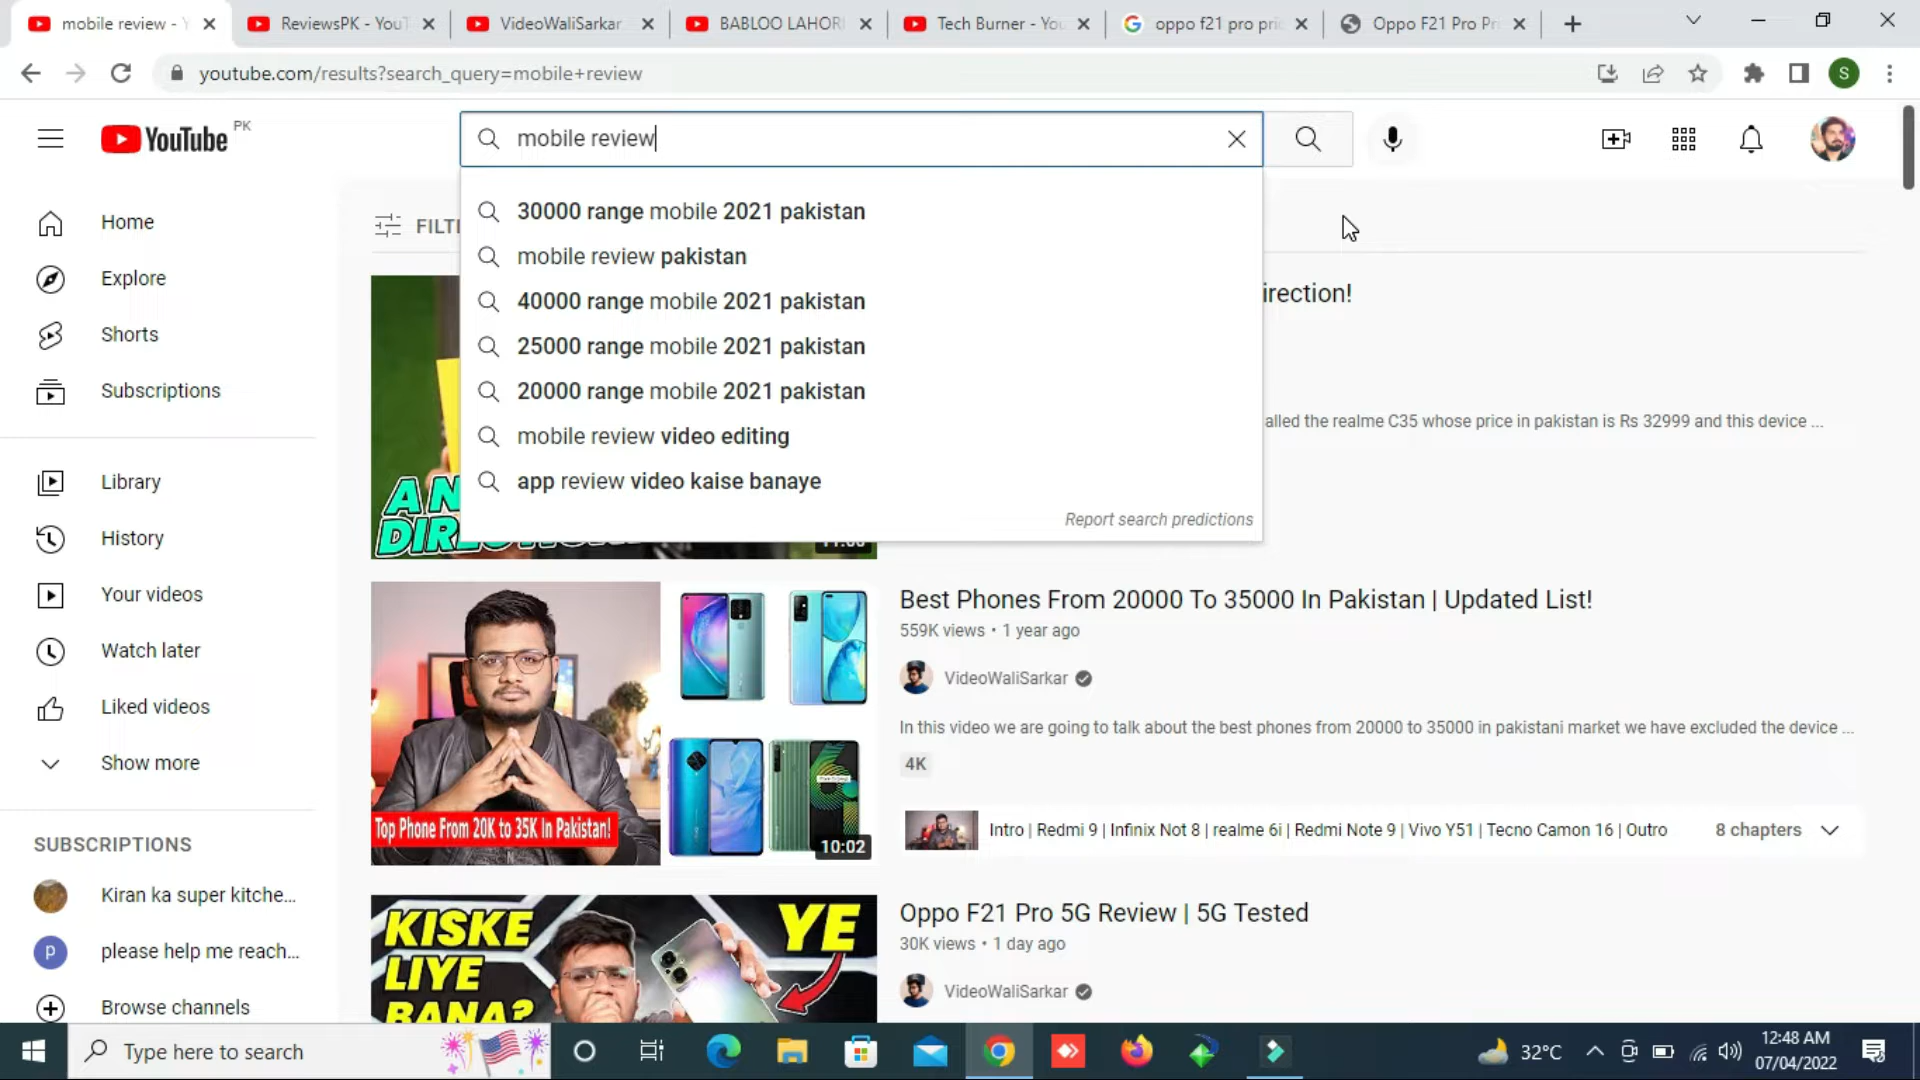 mobile review - Y
ReviewsPK - YouT
VideoWaliSarkar
BABLOO LAHORI
Tech Burner - You
oppo f21 pro pric
Oppo F21 Pro Pri
youtube.com/results?search_query=mobile+review
S
YouTube PK
mobile review
FILT
30000 range mobile 2021 pakistan
mobile review pakistan
40000 range mobile 2021 pakistan
25000 range mobile 2021 pakistan
20000 range mobile 2021 pakistan
mobile review video editing
app review video kaise banaye
Report search predictions
Home
Explore
Shorts
Subscriptions
Library
History
Your videos
Watch later
Liked videos
Show more
SUBSCRIPTIONS
Kiran ka super kitche...
P
please help me reach...
Browse channels
irection!
alled the realme C35 whose price in pakistan is Rs 32999 and this device ...
AN
Top Phone From 20K to 35K In Pakistan!
10:02
Best Phones From 20000 To 35000 In Pakistan | Updated List!
559K views • 1 year ago
VideoWaliSarkar
In this video we are going to talk about the best phones from 20000 to 35000 in pakistani market we have excluded the device ...
4K
Intro | Redmi 9 | Infinix Not 8 | realme 6i | Redmi Note 9 | Vivo Y51 | Tecno Camon 16 | Outro
8 chapters
KISKE
LIYE
BANA?
YE
Oppo F21 Pro 5G Review | 5G Tested
30K views • 1 day ago
VideoWaliSarkar
Type here to search
32°C
12:48 AM
07/04/2022